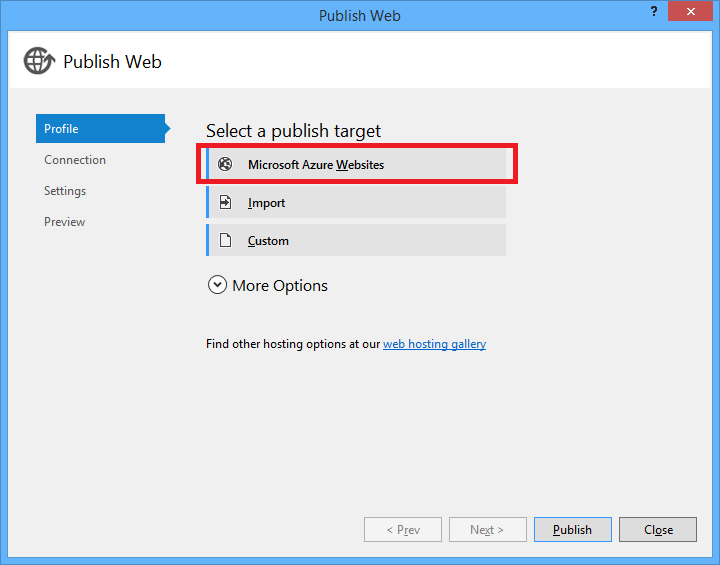 Publish Web
?
Publish Web
Profile
Connection
Settings
Preview
Select a publish target
Microsoft Azure Websites
Import
Custom
More Options
Find other hosting options at our web hosting gallery
< Prev
Next >
Publish
Close